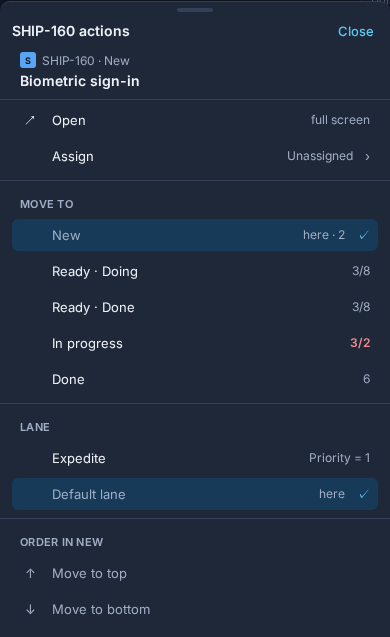 SHIP-160 actions Close
S SHIP-160 · New
Biometric sign-in
↗ Open full screen
Assign Unassigned ›
MOVE TO
New here · 2 ✓
Ready · Doing 3/8
Ready · Done 3/8
In progress 3/2
Done 6
LANE
Expedite Priority = 1
Default lane here ✓
ORDER IN NEW
↑ Move to top
↓ Move to bottom